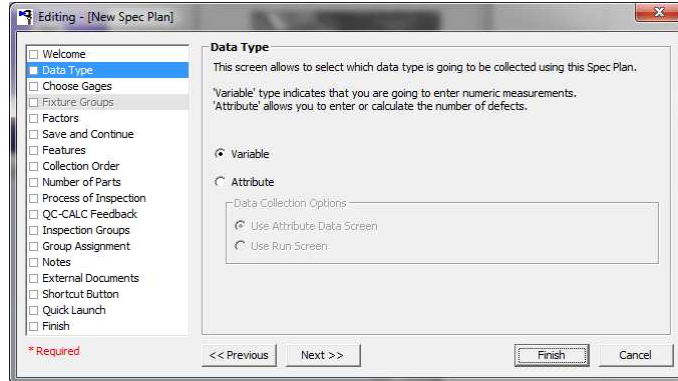 Editing - [New Spec Plan]
Welcome
Data Type
Choose Gages
Fixture Groups
Factors
Save and Continue
Features
Collection Order
Number of Parts
Process of Inspection
QC-CALC Feedback
Inspection Groups
Group Assignment
Notes
External Documents
Shortcut Button
Quick Launch
Finish
* Required
Data Type
This screen allows to select which data type is going to be collected using this Spec Plan.
'Variable' type indicates that you are going to enter numeric measurements.
'Attribute' allows you to enter or calculate the number of defects.
Variable
Attribute
Data Collection Options
Use Attribute Data Screen
Use Run Screen
<< Previous
Next >>
Finish
Cancel